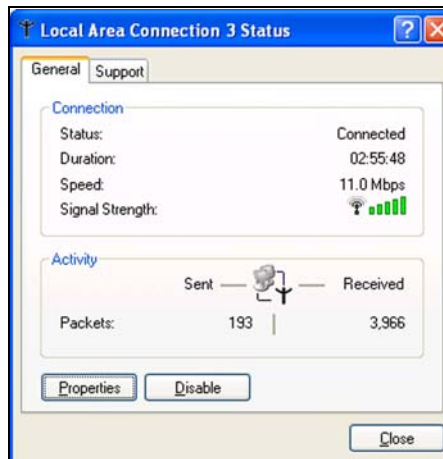 Local Area Connection 3 Status
General Support
Connection
Status: Connected
Duration: 02:55:48
Speed: 11.0 Mbps
Signal Strength:
Activity
Sent — — Received
Packets: 193 | 3,966
Properties Disable
Close